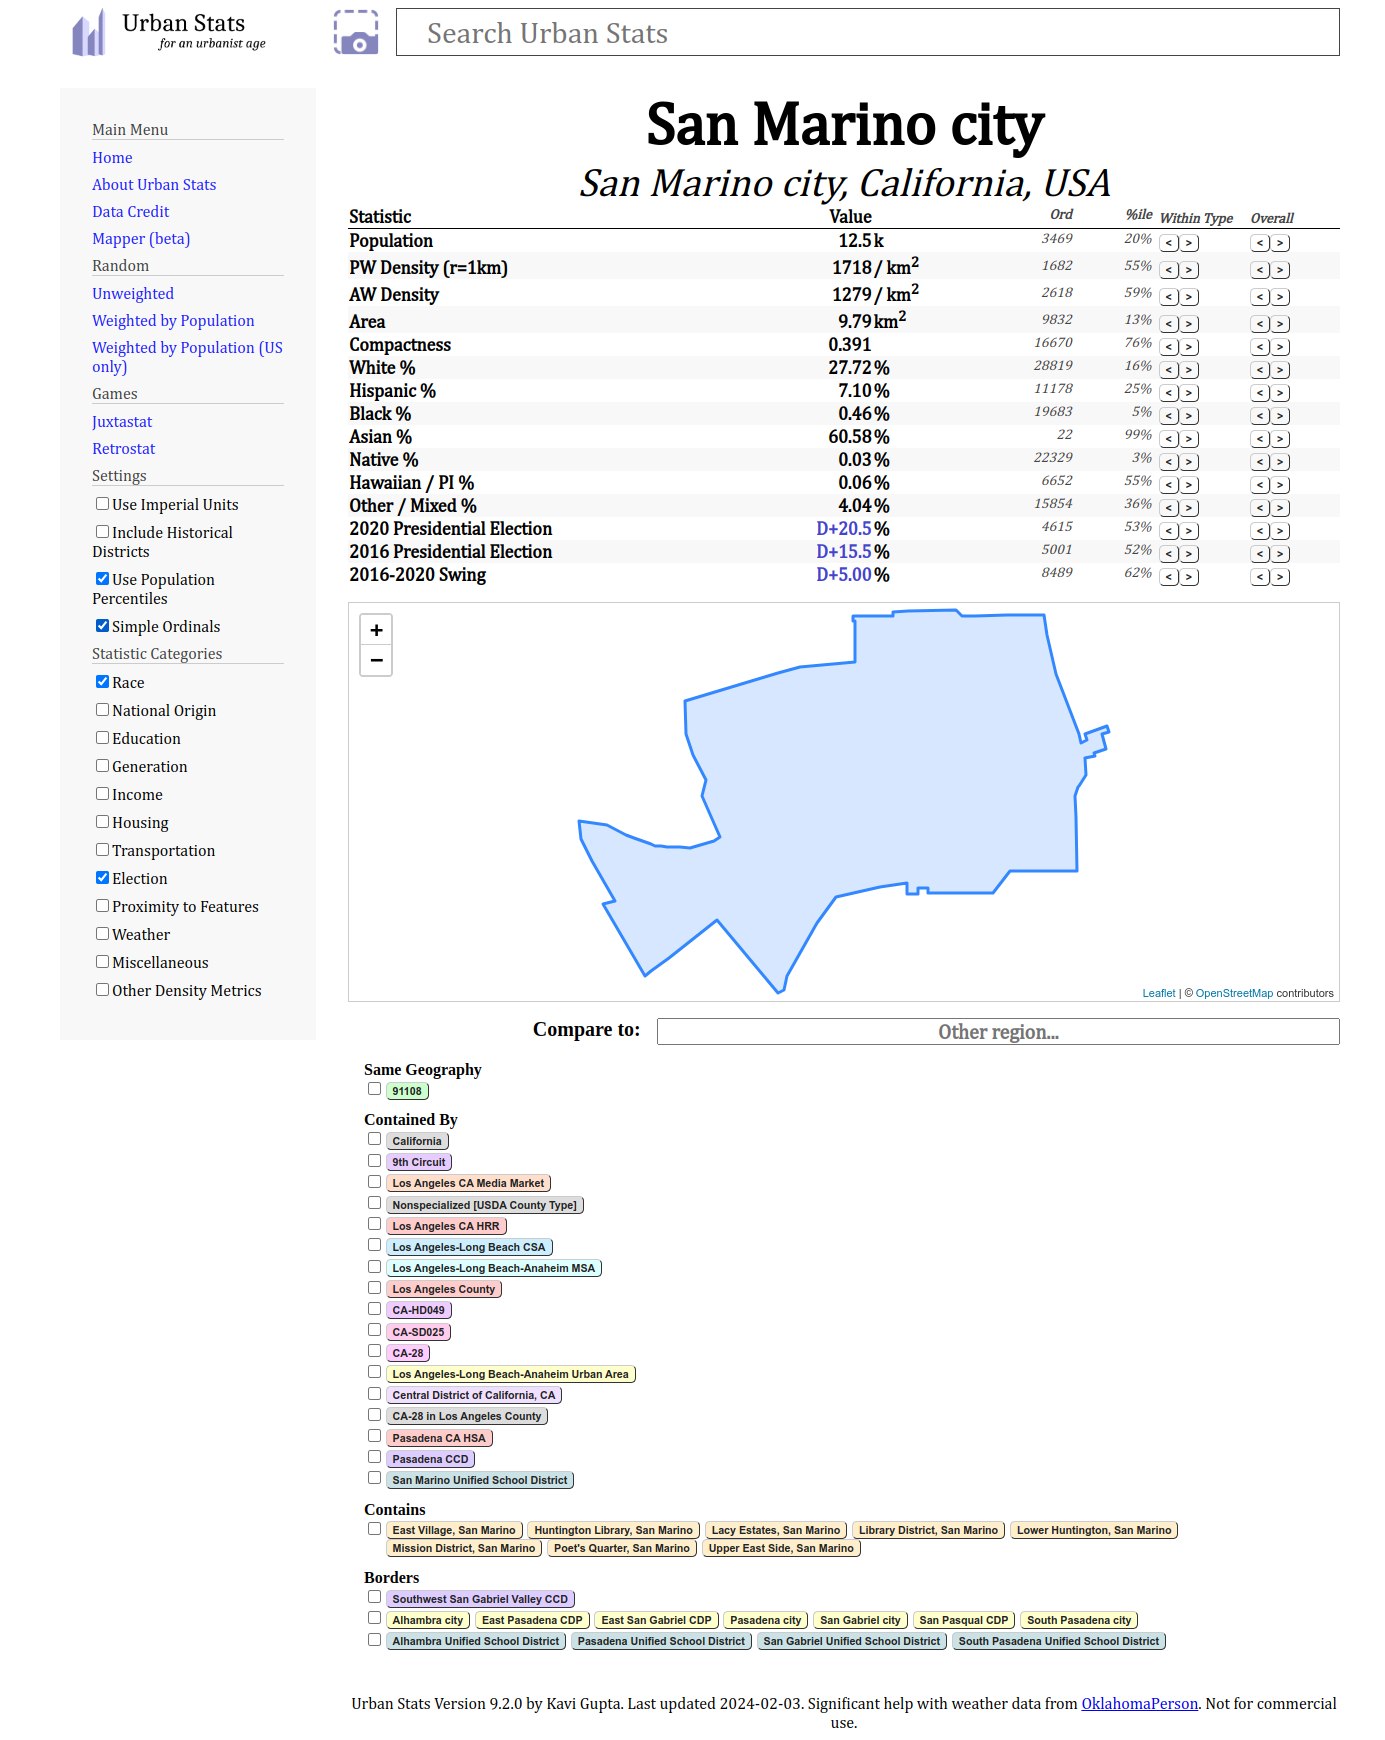 Urban Stats
for an urbanist age
Search Urban Stats
Main Menu
Home
About Urban Stats
Data Credit
Mapper (beta)
Random
Unweighted
Weighted by Population
Weighted by Population (US
only)
Games
Juxtastat
Retrostat
Settings
Use Imperial Units
Include Historical
Districts
Use Population
Percentiles
Simple Ordinals
Statistic Categories
Race
National Origin
Education
Generation
Income
Housing
Transportation
Election
Proximity to Features
Weather
Miscellaneous
Other Density Metrics
San Marino city
San Marino city, California, USA
Statistic Value Ord %ile Within Type Overall
Population 12.5k 3469 20% < > < >
PW Density (r=1km) 1718 / km² 1682 55% < > < >
AW Density 1279 / km² 2618 59% < > < >
Area 9.79 km² 9832 13% < > < >
Compactness 0.391 16670 76% < > < >
White % 27.72% 28819 16% < > < >
Hispanic % 7.10% 11178 25% < > < >
Black % 0.46% 19683 5% < > < >
Asian % 60.58% 22 99% < > < >
Native % 0.03% 22329 3% < > < >
Hawaiian / PI % 0.06% 6652 55% < > < >
Other / Mixed % 4.04% 15854 36% < > < >
2020 Presidential Election D+20.5% 4615 53% < > < >
2016 Presidential Election D+15.5% 5001 52% < > < >
2016-2020 Swing D+5.00% 8489 62% < > < >
+
−
Leaflet | © OpenStreetMap contributors
Compare to: Other region...
Same Geography
91108
Contained By
California
9th Circuit
Los Angeles CA Media Market
Nonspecialized [USDA County Type]
Los Angeles CA HRR
Los Angeles-Long Beach CSA
Los Angeles-Long Beach-Anaheim MSA
Los Angeles County
CA-HD049
CA-SD025
CA-28
Los Angeles-Long Beach-Anaheim Urban Area
Central District of California, CA
CA-28 in Los Angeles County
Pasadena CA HSA
Pasadena CCD
San Marino Unified School District
Contains
East Village, San Marino Huntington Library, San Marino Lacy Estates, San Marino Library District, San Marino Lower Huntington, San Marino
Mission District, San Marino Poet's Quarter, San Marino Upper East Side, San Marino
Borders
Southwest San Gabriel Valley CCD
Alhambra city East Pasadena CDP East San Gabriel CDP Pasadena city San Gabriel city San Pasqual CDP South Pasadena city
Alhambra Unified School District Pasadena Unified School District San Gabriel Unified School District South Pasadena Unified School District
Urban Stats Version 9.2.0 by Kavi Gupta. Last updated 2024-02-03. Significant help with weather data from OklahomaPerson. Not for commercial
use.